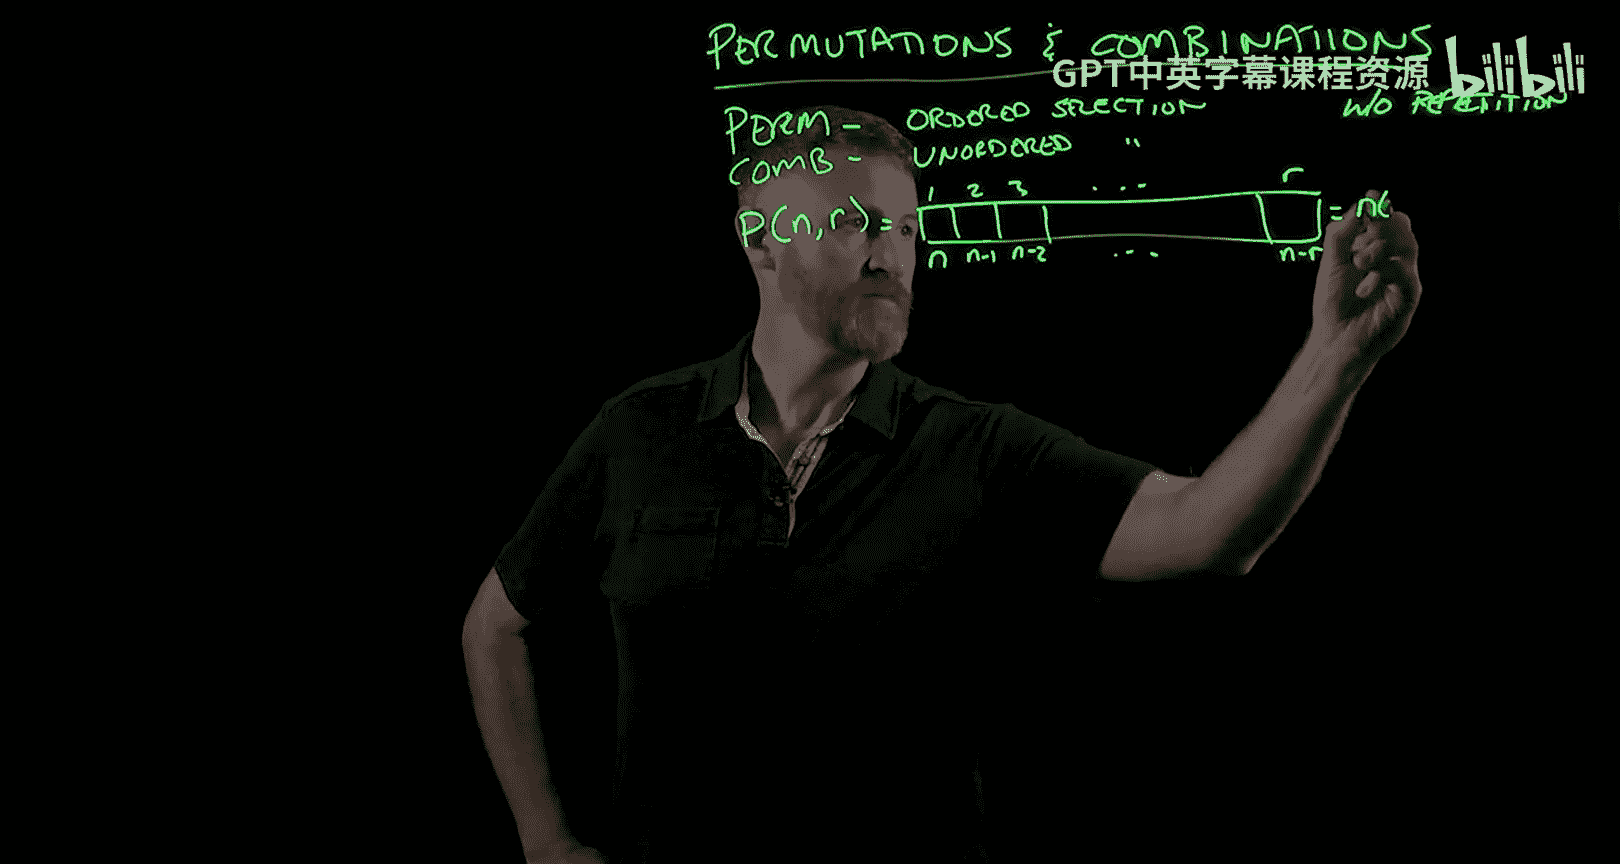 PERMUTATIONS & COMBINATIONS
GPT中英字幕课程资源 bilibili
PERM - ORDERED SELECTION W/O REPETITION
COMB - UNORDERED "
1 2 3 ... r
P(n,r) = = n(
n n-1 n-2 ... n-r